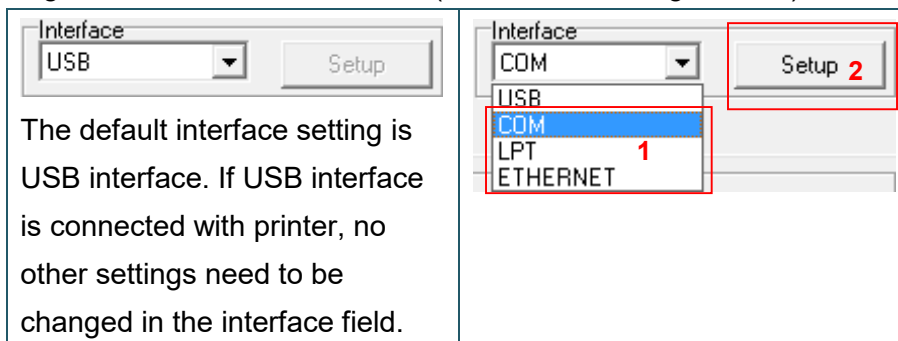 Interface
USB
Setup
The default interface setting is
USB interface. If USB interface
is connected with printer, no
other settings need to be
changed in the interface field.
Interface
COM
Setup 2
USB
COM
LPT 1
ETHERNET